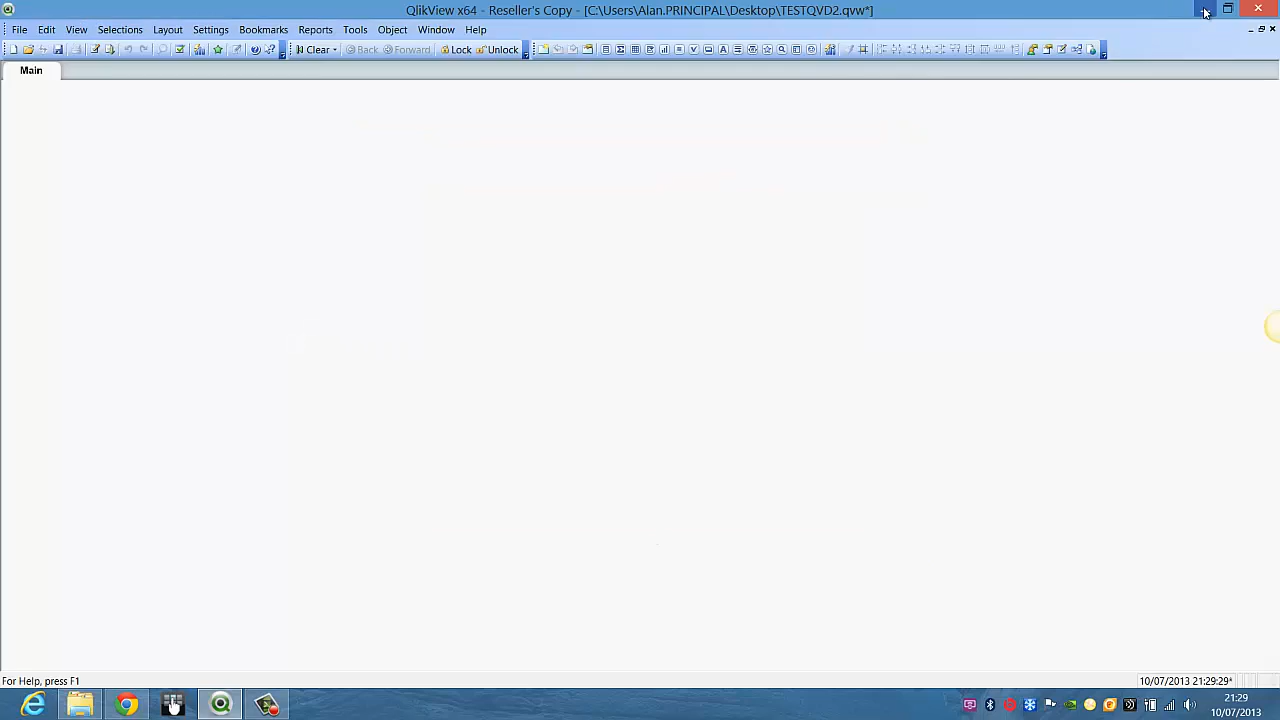 QlikView x64 - Reseller's Copy - [C:\Users\Alan.PRINCIPAL\Desktop\TESTQVD2.qvw*]
File Edit View Selections Layout Settings Bookmarks Reports Tools Object Window Help
Clear Back Forward Lock Unlock
Main
For Help, press F1
10/07/2013 21:29:29*
21:29
10/07/2013